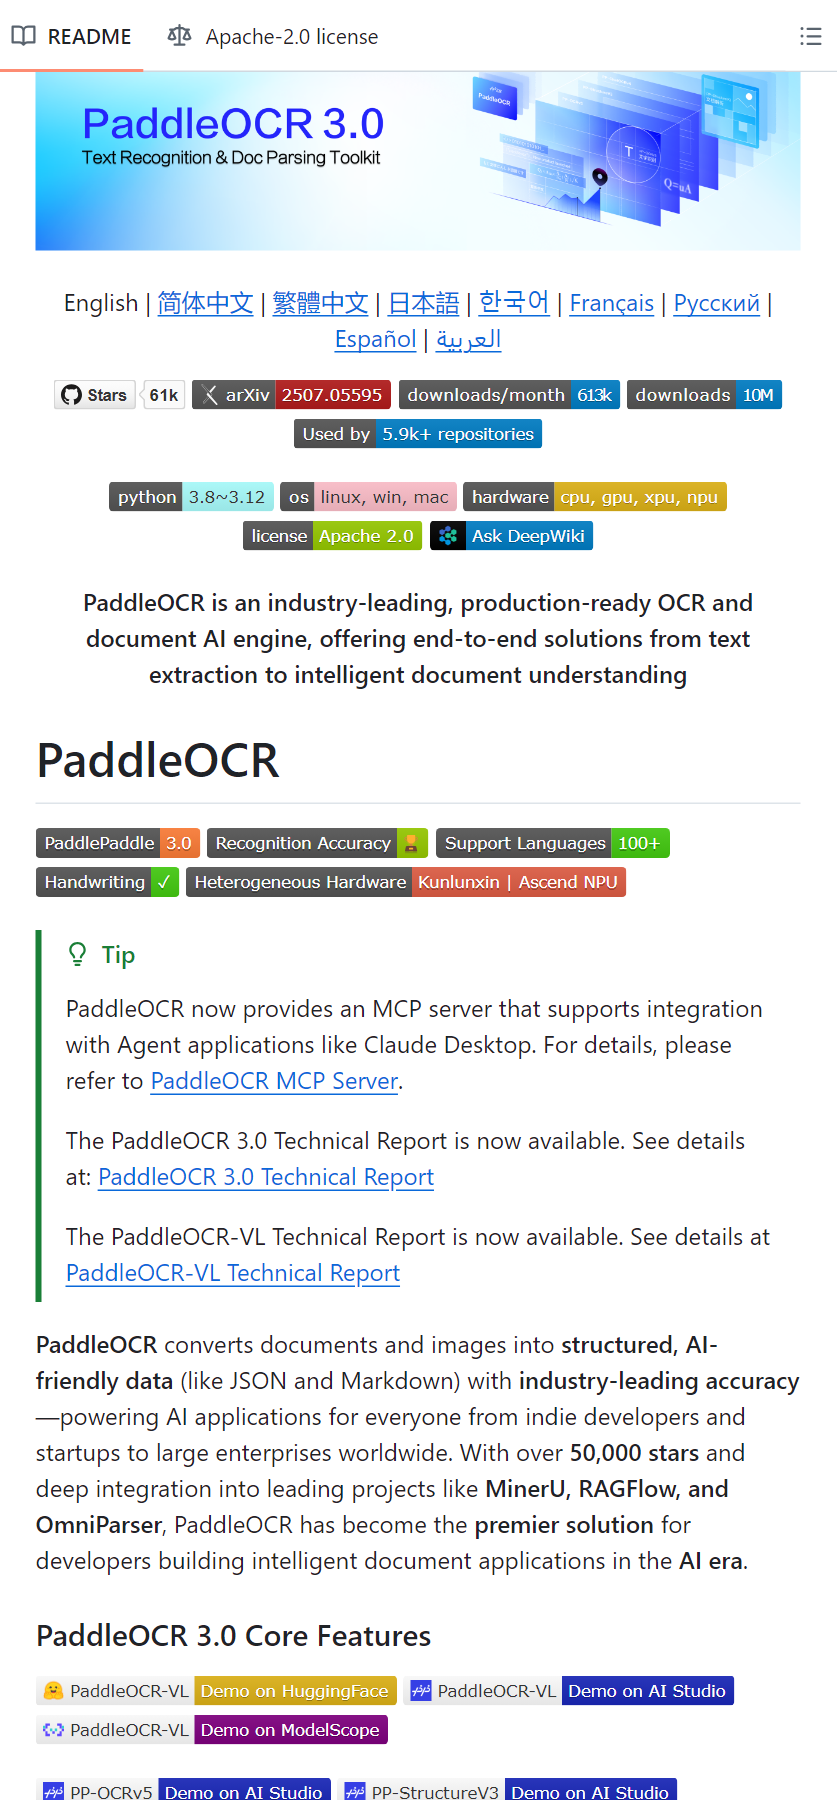 README Apache-2.0 license
PaddleOCR 3.0
Text Recognition & Doc Parsing Toolkit
PaddleOCR
T
Q=uA
English | 简体中文 | 繁體中文 | 日本語 | 한국어 | Français | Русский |
Español | العربية
Stars 61k arXiv 2507.05595 downloads/month 613k downloads 10M
Used by 5.9k+ repositories
python 3.8~3.12 os linux, win, mac hardware cpu, gpu, xpu, npu
license Apache 2.0 Ask DeepWiki
PaddleOCR is an industry-leading, production-ready OCR and
document AI engine, offering end-to-end solutions from text
extraction to intelligent document understanding
PaddleOCR
PaddlePaddle 3.0 Recognition Accuracy 🏆 Support Languages 100+
Handwriting ✓ Heterogeneous Hardware Kunlunxin | Ascend NPU
Tip
PaddleOCR now provides an MCP server that supports integration
with Agent applications like Claude Desktop. For details, please
refer to PaddleOCR MCP Server.
The PaddleOCR 3.0 Technical Report is now available. See details
at: PaddleOCR 3.0 Technical Report
The PaddleOCR-VL Technical Report is now available. See details at
PaddleOCR-VL Technical Report
PaddleOCR converts documents and images into structured, AI-
friendly data (like JSON and Markdown) with industry-leading accuracy
—powering AI applications for everyone from indie developers and
startups to large enterprises worldwide. With over 50,000 stars and
deep integration into leading projects like MinerU, RAGFlow, and
OmniParser, PaddleOCR has become the premier solution for
developers building intelligent document applications in the AI era.
PaddleOCR 3.0 Core Features
🤗 PaddleOCR-VL Demo on HuggingFace PaddleOCR-VL Demo on AI Studio
PaddleOCR-VL Demo on ModelScope
PP-OCRv5 Demo on AI Studio PP-StructureV3 Demo on AI Studio